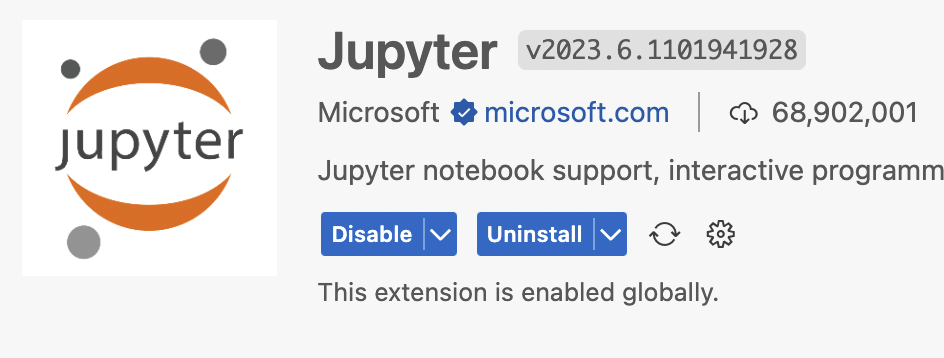 jupyter
Jupyter v2023.6.1101941928
Microsoft microsoft.com 68,902,001
Jupyter notebook support, interactive programm
Disable Uninstall
This extension is enabled globally.